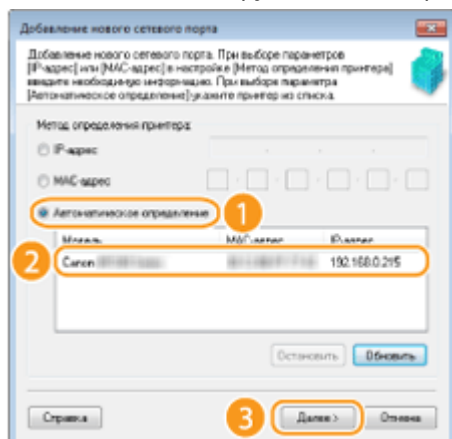 Добавление нового сетевого порта
Добавление нового сетевого порта. При выборе параметров
[IP-адрес] или [MAC-адрес] в настройке [Метод определения принтера]
введите необходимую информацию. При выборе параметра
[Автоматическое определение] укажите принтер из списка.
Метод определения принтера:
IP-адрес
MAC-адрес
Автоматическое определение 1
Модель MAC-адрес IP-адрес
2 Canon 192.168.0.215
Остановить Обновить
Справка 3 Далее > Отмена